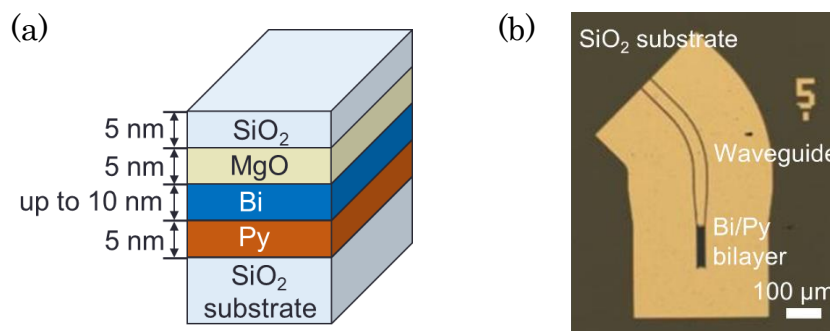 (a)
5 nm
5 nm
up to 10 nm
5 nm
SiO₂
MgO
Bi
Py
SiO₂
substrate
(b)
SiO₂ substrate
5
Waveguide
Bi/Py
bilayer
100 μm